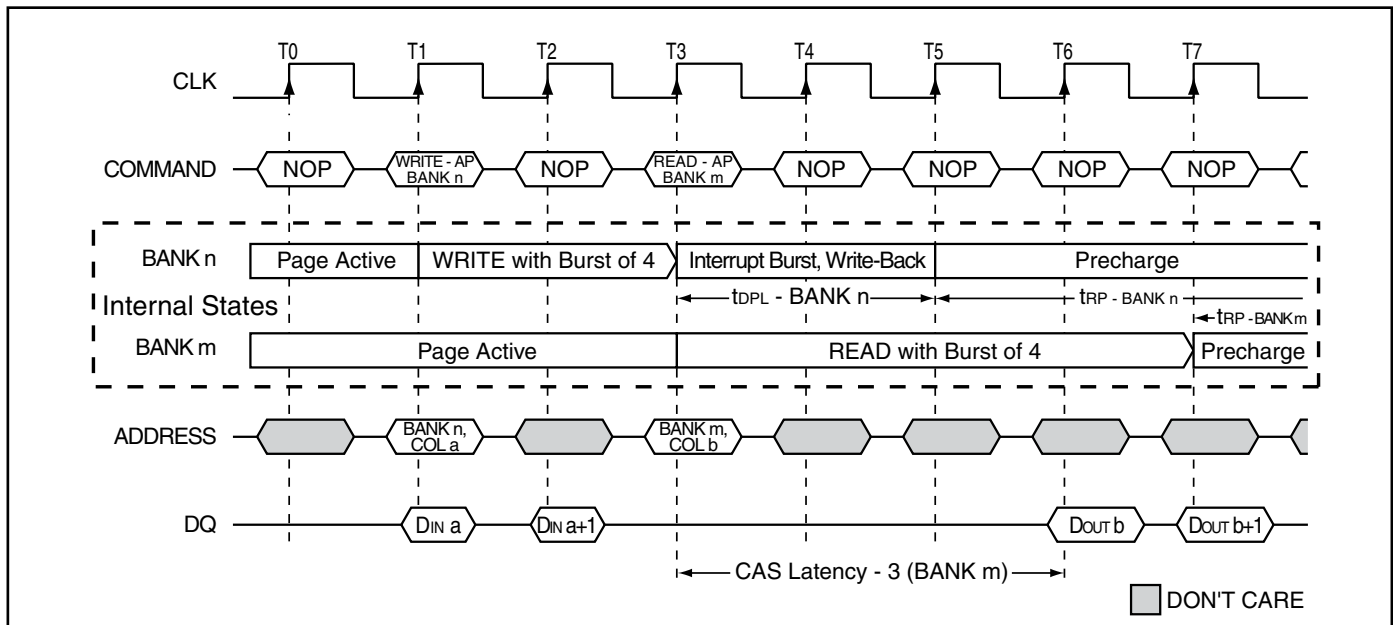 T0 T1 T2 T3 T4 T5 T6 T7
CLK
COMMAND NOP WRITE - AP BANK n NOP READ - AP BANK m NOP NOP NOP NOP
BANK n Page Active WRITE with Burst of 4 Interrupt Burst, Write-Back Precharge
tDPL - BANK n tRP - BANK n
Internal States
tRP - BANK m
BANK m Page Active READ with Burst of 4 Precharge
ADDRESS BANK n, COL a BANK m, COL b
DQ DIN a DIN a+1 DOUT b DOUT b+1
CAS Latency - 3 (BANK m)
DON'T CARE